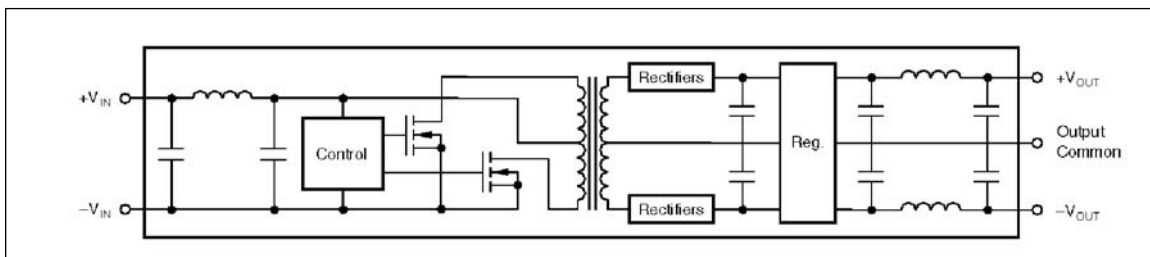 +VIN
−VIN
Control
Rectifiers
Rectifiers
Reg.
+VOUT
Output
Common
−VOUT